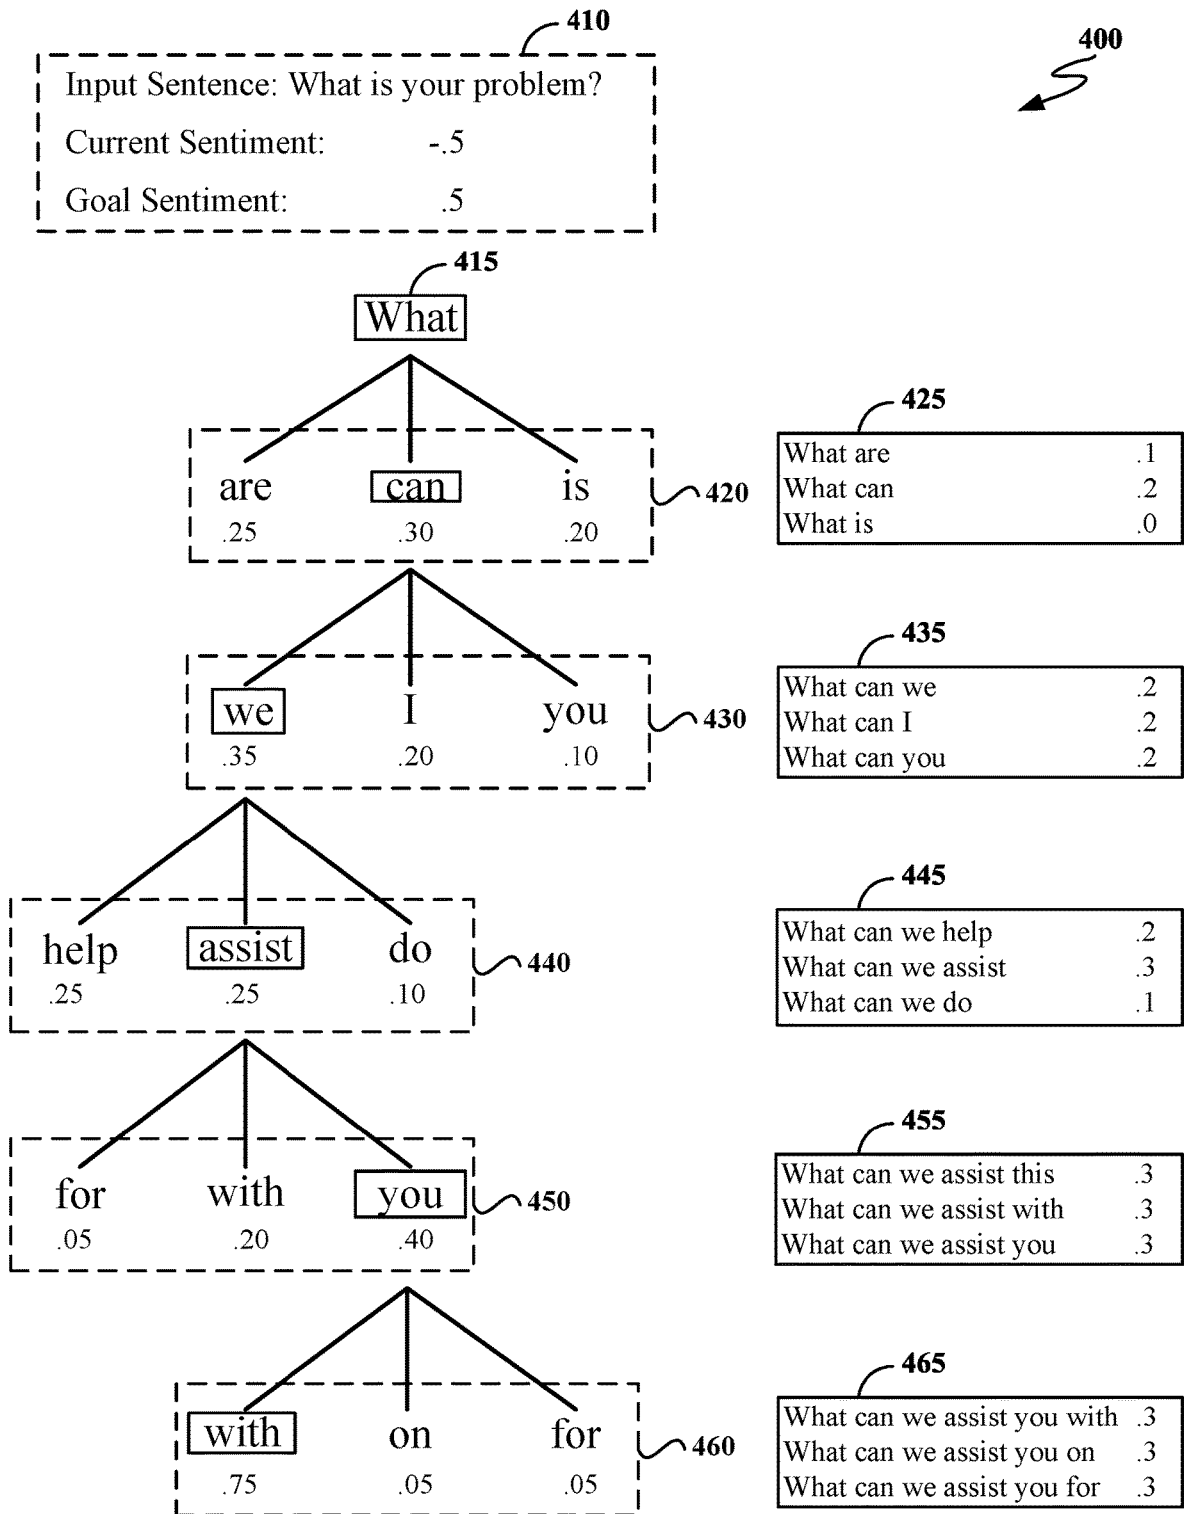 410
400
Input Sentence: What is your problem?
Current Sentiment: -.5
Goal Sentiment: .5
415
What
425
are can is
.25 .30 .20
420
What are .1
What can .2
What is .0
435
we I you
.35 .20 .10
430
What can we .2
What can I .2
What can you .2
445
help assist do
.25 .25 .10
440
What can we help .2
What can we assist .3
What can we do .1
455
for with you
.05 .20 .40
450
What can we assist this .3
What can we assist with .3
What can we assist you .3
465
with on for
.75 .05 .05
460
What can we assist you with .3
What can we assist you on .3
What can we assist you for .3